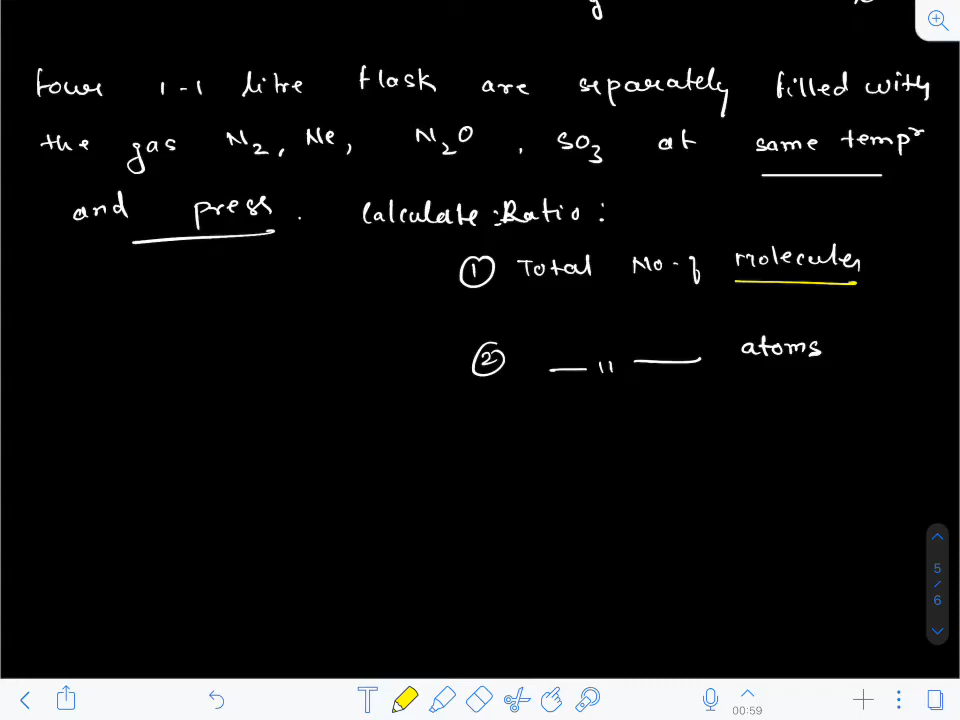 four 1-1 litre flask are separately filled with
the gas N2, Ne, N2O, SO3 at same tempr
and press. Calculate : Ratio :
① Total No. of molecules
② — 11 — atoms
5
/
6
00:59